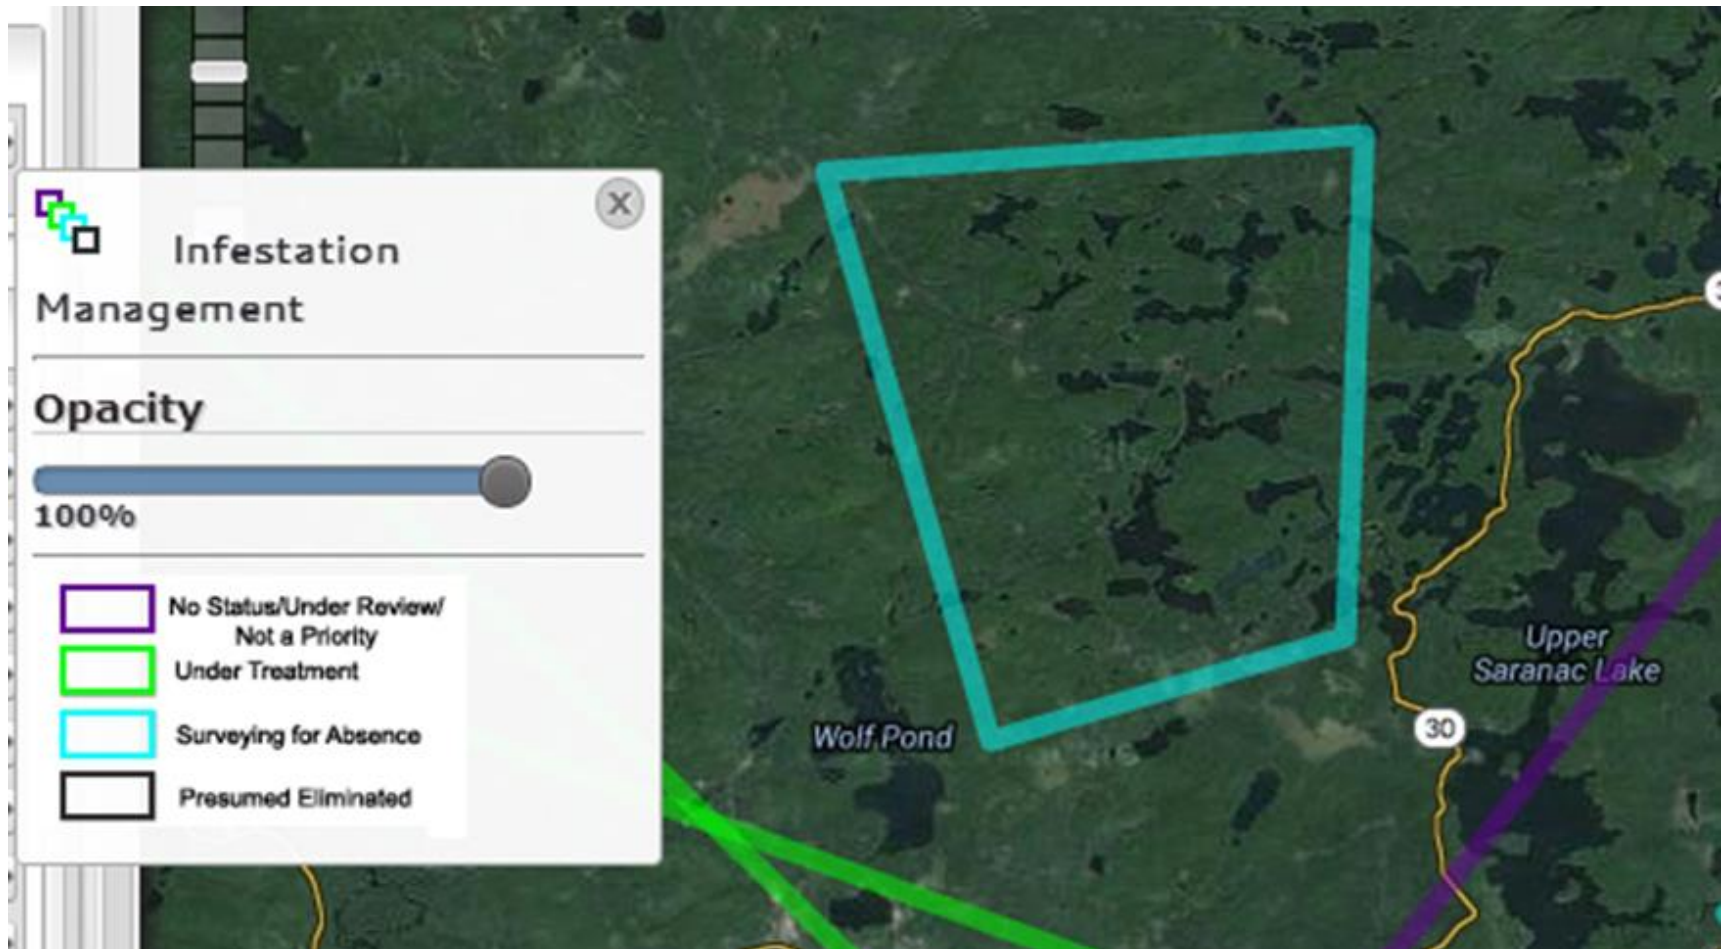 Infestation
Management
Opacity
100%
No Status/Under Review/
Not a Priority
Under Treatment
Surveying for Absence
Presumed Eliminated
Wolf Pond
Upper
Saranac Lake
30